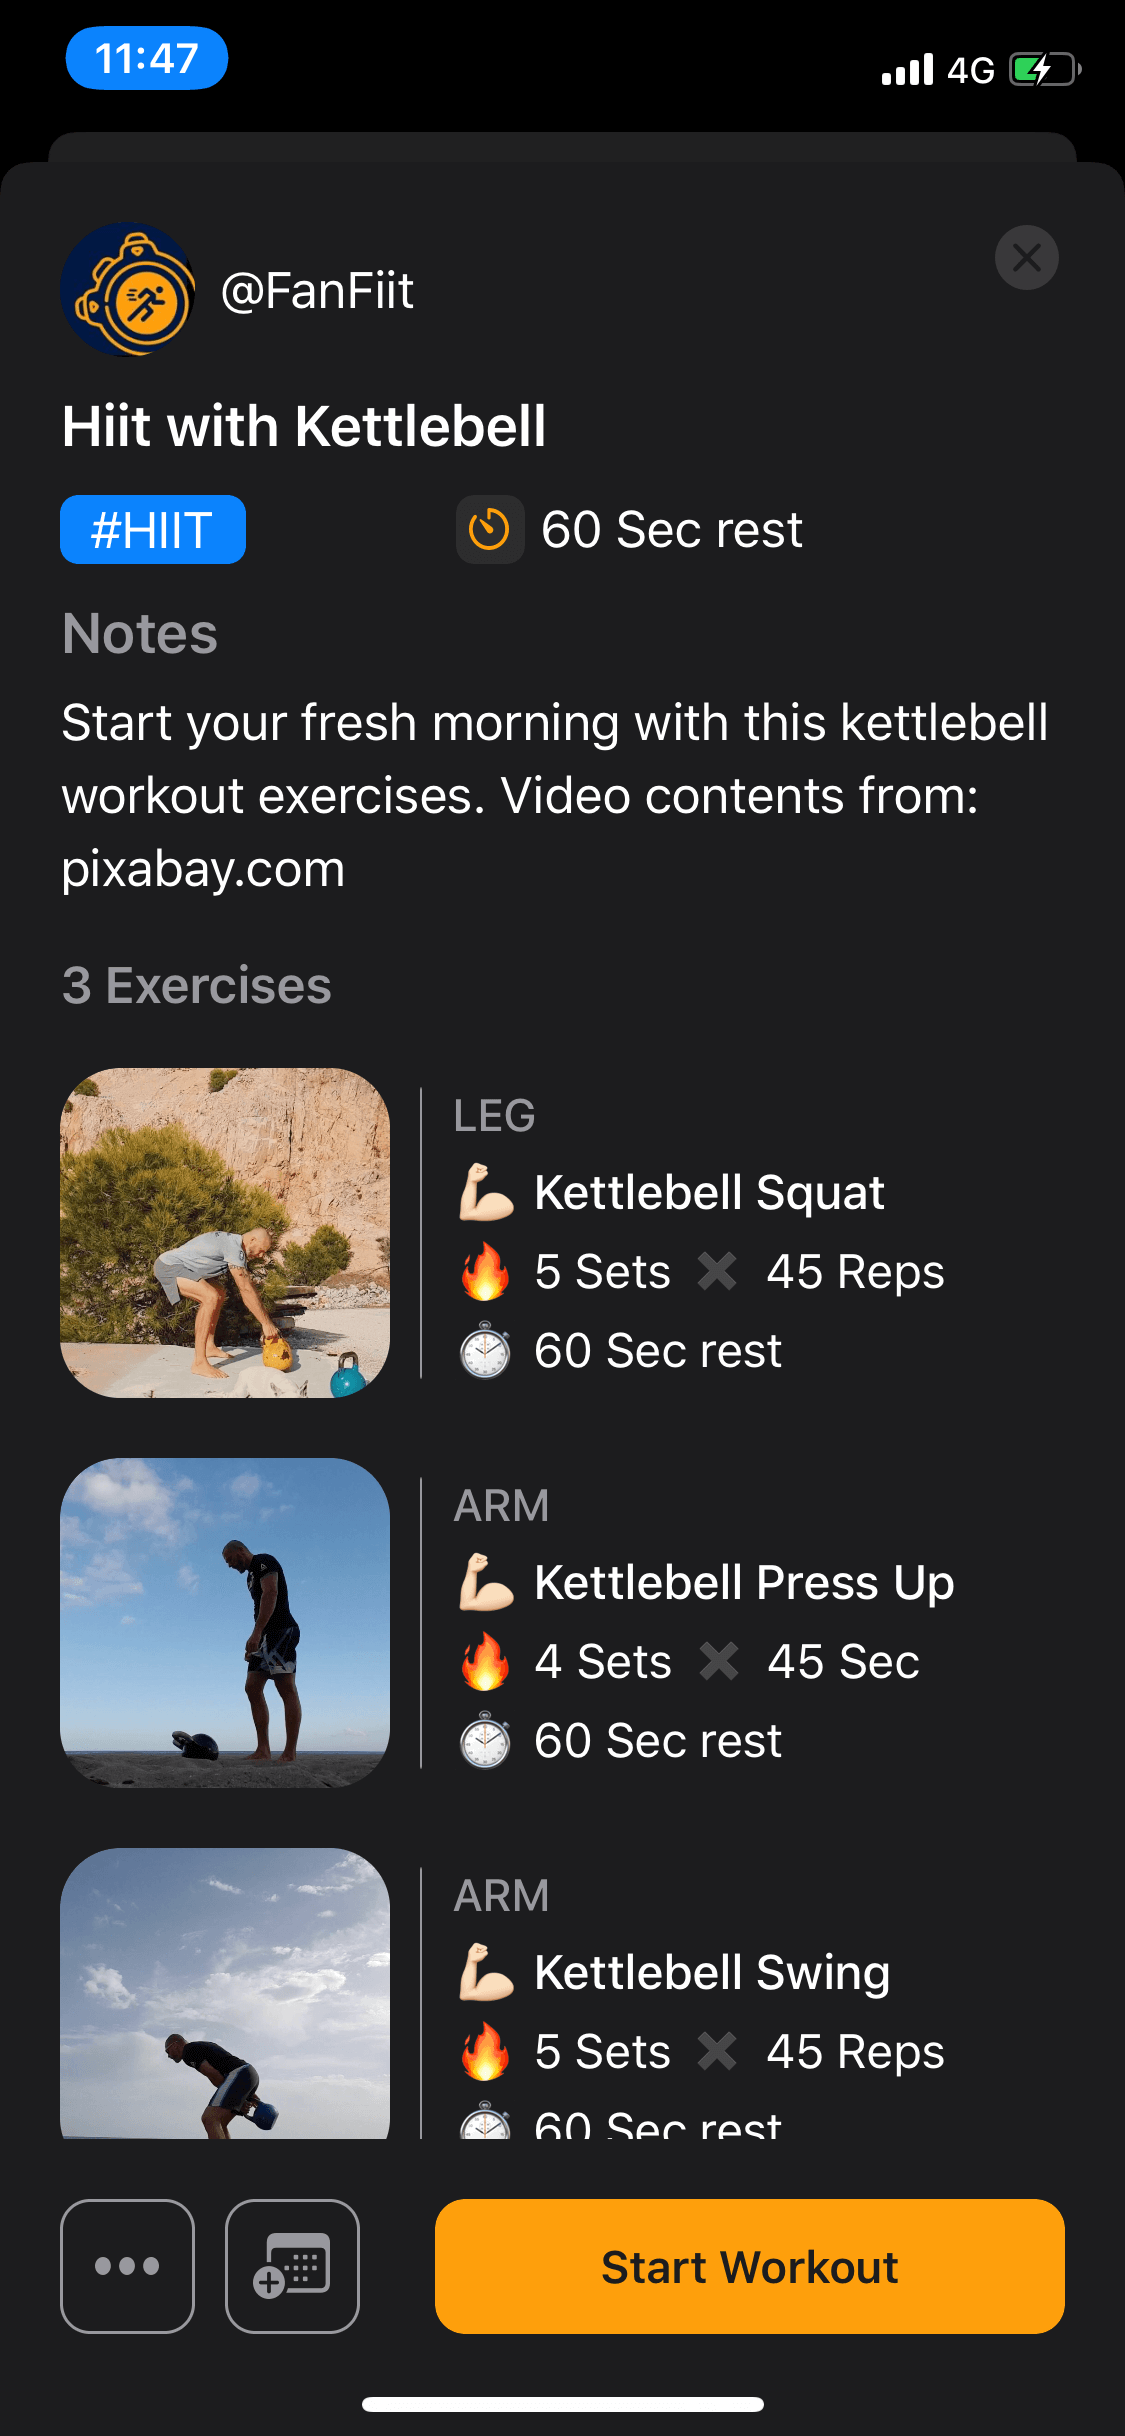 11:47
4G
@FanFiit
Hiit with Kettlebell
#HIIT
60 Sec rest
Notes
Start your fresh morning with this kettlebell
workout exercises. Video contents from:
pixabay.com
3 Exercises
LEG
Kettlebell Squat
5 Sets ✖ 45 Reps
60 Sec rest
ARM
Kettlebell Press Up
4 Sets ✖ 45 Sec
60 Sec rest
ARM
Kettlebell Swing
5 Sets ✖ 45 Reps
60 Sec rest
Start Workout